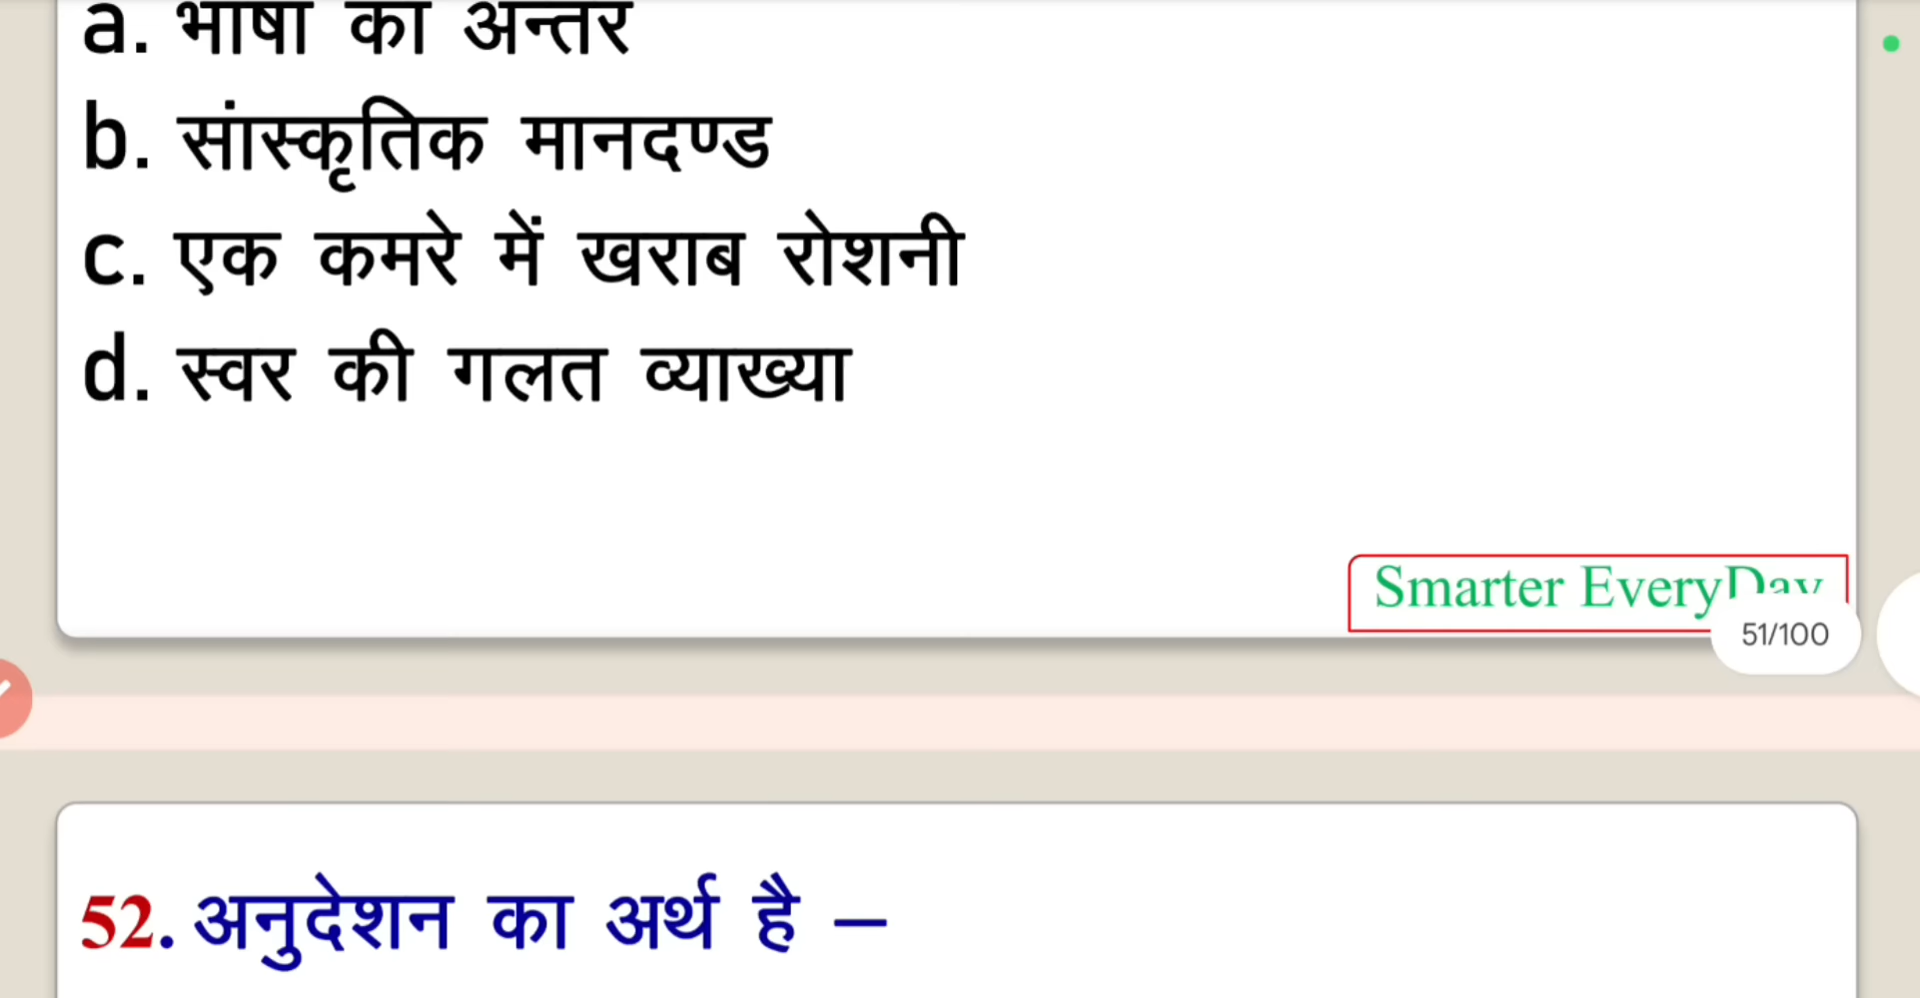 a. भाषा का अन्तर
b. सांस्कृतिक मानदण्ड
c. एक कमरे में खराब रोशनी
d. स्वर की गलत व्याख्या
Smarter EveryDay
51/100
52. अनुदेशन का अर्थ है –